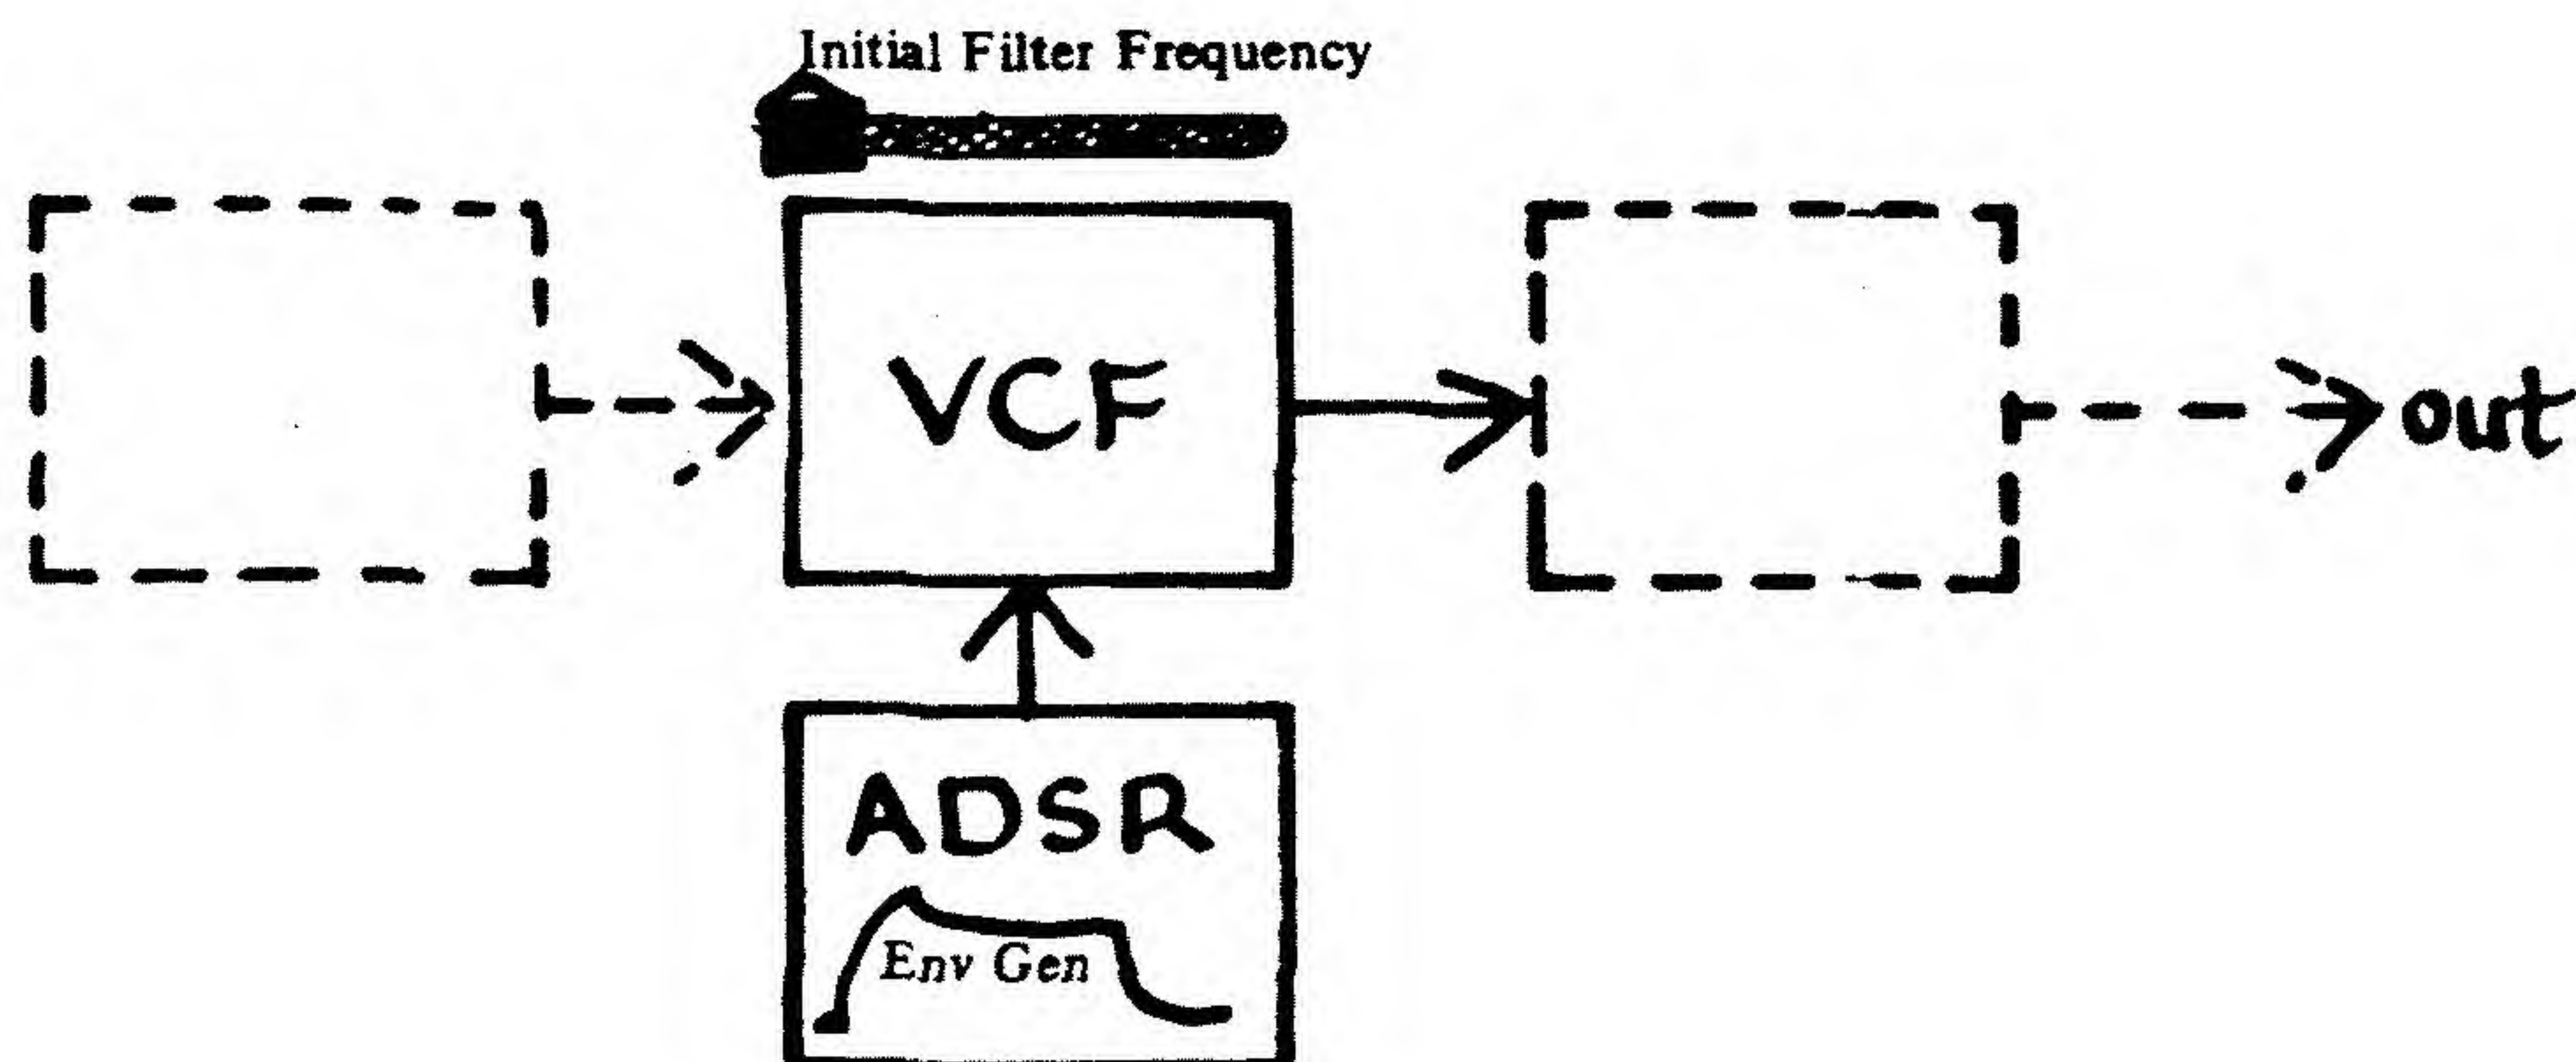 Initial Filter Frequency
VCF
out
ADSR
Env Gen